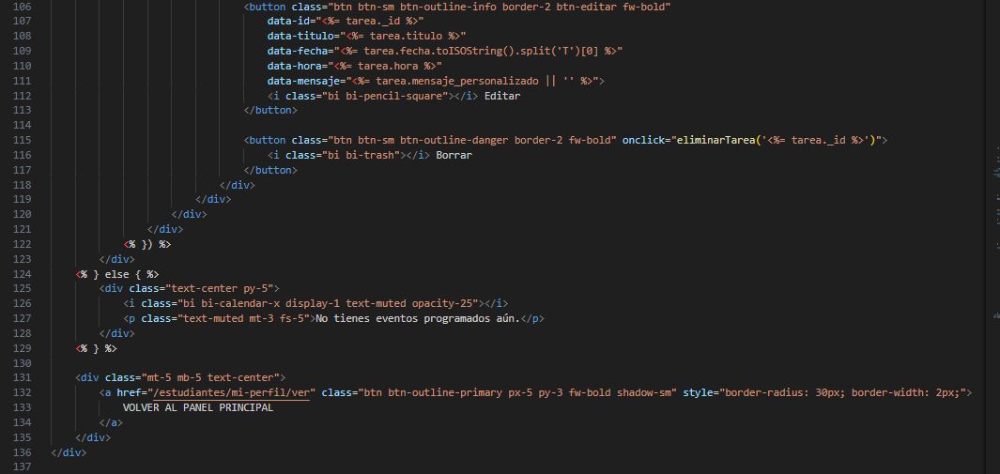 106 <button class="btn btn-sm btn-outline-info border-2 btn-editar fw-bold"
107 data-id="<%= tarea._id %>"
108 data-titulo="<%= tarea.titulo %>"
109 data-fecha="<%= tarea.fecha.toISOString().split('T')[0] %>"
110 data-hora="<%= tarea.hora %>"
111 data-mensaje="<%= tarea.mensaje_personalizado || '' %>">
112 <i class="bi bi-pencil-square"></i> Editar
113 </button>
114
115 <button class="btn btn-sm btn-outline-danger border-2 fw-bold" onclick="eliminarTarea('<%= tarea._id %>')">
116 <i class="bi bi-trash"></i> Borrar
117 </button>
118 </div>
119 </div>
120 </div>
121 </div>
122 <% }) %>
123 </div>
124 <% } else { %>
125 <div class="text-center py-5">
126 <i class="bi bi-calendar-x display-1 text-muted opacity-25"></i>
127 <p class="text-muted mt-3 fs-5">No tienes eventos programados aún.</p>
128 </div>
129 <% } %>
130
131 <div class="mt-5 mb-5 text-center">
132 <a href="/estudiantes/mi-perfil/ver" class="btn btn-outline-primary px-5 py-3 fw-bold shadow-sm" style="border-radius: 30px; border-width: 2px;">
133 VOLVER AL PANEL PRINCIPAL
134 </a>
135 </div>
136 </div>
137